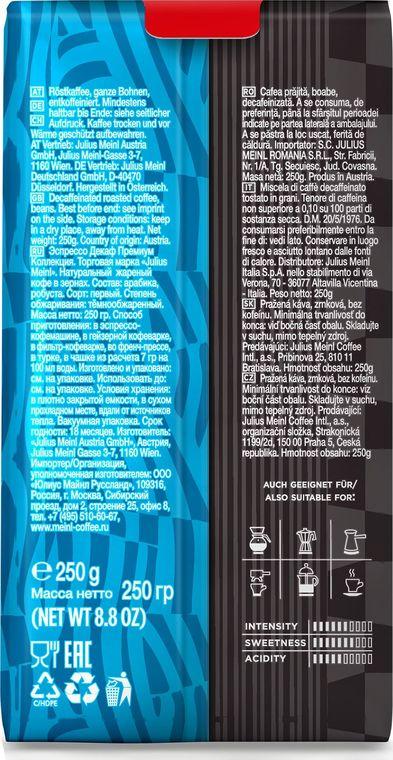 AT Röstkaffee, ganze Bohnen,
DE entkoffeiniert. Mindestens
haltbar bis Ende: siehe seitlicher
CH Aufdruck. Kaffee trocken und vor
Wärme geschützt aufbewahren.
AT Vertrieb: Julius Meinl Austria
GmbH, Julius Meinl-Gasse 3-7,
1160 Wien. DE Vertrieb: Julius Meinl
Deutschland GmbH, D-40470
Düsseldorf. Hergestellt in Österreich.
GB Decaffeinated roasted coffee,
beans. Best before end: see imprint
on the side. Storage conditions: keep
in a dry place, away from heat. Net
weight: 250g. Country of origin: Austria.
RU Эспрессо Декаф Премиум
Коллекция. Торговая марка «Julius
Meinl». Натуральный жареный
кофе в зернах. Состав: арабика,
робуста. Сорт: первый. Степень
обжаривания: тёмнообжаренный.
Масса нетто: 250 гр. Способ
приготовления: в эспрессо-
кофемашине, в гейзерной кофеварке,
в фильтр-кофеварке, во френч-прессе,
в турке, в чашке из расчета 7 гр на
100 мл воды. Изготовлено и упаковано:
см. на упаковке. Использовать до:
см. на упаковке. Условия хранения:
в плотно закрытой емкости, в сухом
прохладном месте, вдали от источников
тепла. Вакуумная упаковка. Срок
годности: 18 месяцев. Изготовитель:
«Julius Meinl Austria GmbH», Австрия,
Julius Meinl Gasse 3-7, 1160 Wien.
Импортер/Организация,
уполномоченная изготовителем: ООО
«Юлиус Майнл Руссланд», 109316,
Россия, г. Москва, Сибирский
проезд, дом 2, строение 25, офис 8,
тел. +7 (495) 510-60-67,
www.meinl-coffee.ru
e 250 g
Масса нетто 250 гр
(NET WT 8.8 OZ)
EAC
C/HDPE
RO Cafea prăjită, boabe,
decafeinizată. A se consuma, de
preferință, până la sfârșitul perioadei
indicate pe partea laterală a ambalajului.
A se păstra la loc uscat, ferită de
căldură. Importator: S.C. JULIUS
MEINL ROMANIA S.R.L., Str. Fabricii,
Nr. 1/A, Tg. Secuiesc, Jud. Covasna.
Masa netă: 250g. Produs în Austria.
IT Miscela di caffè decaffeinato
tostato in grani. Tenore di caffeina
non superiore a 0,10 su 100 parti di
sostanza secca. D.M. 20/5/1976. Da
consumarsi preferibilmente entro la
fine di: vedi lato. Conservare in luogo
fresco e asciutto lontano dalle fonti
di calore. Distributore: Julius Meinl
Italia S.p.A. nello stabilimento di via
Verona, 70 - 36077 Altavilla Vicentina
- Italia. Peso netto: 250g
SK Pražená káva, zrnková, bez
kofeínu. Minimálna trvanlivosť do
konca: viď bočná časť obalu. Skladujte
v suchu, mimo tepelný zdroj.
Predávajúci: Julius Meinl Coffee
Intl., a.s., Pribinova 25, 810 11
Bratislava. Hmotnosť obsahu: 250g
CZ Pražená káva, zrnková, bez kofeinu.
Minimální trvanlivost do konce: viz
boční část obalu. Skladujte v suchu,
mimo tepelný zdroj. Prodávající:
Julius Meinl Coffee Intl., a.s.,
organizační složka, Strakonická
1199/2d, 150 00 Praha 5, Česká
republika. Hmotnost obsahu: 250g
AUCH GEEIGNET FÜR/
ALSO SUITABLE FOR:
INTENSITY
SWEETNESS
ACIDITY